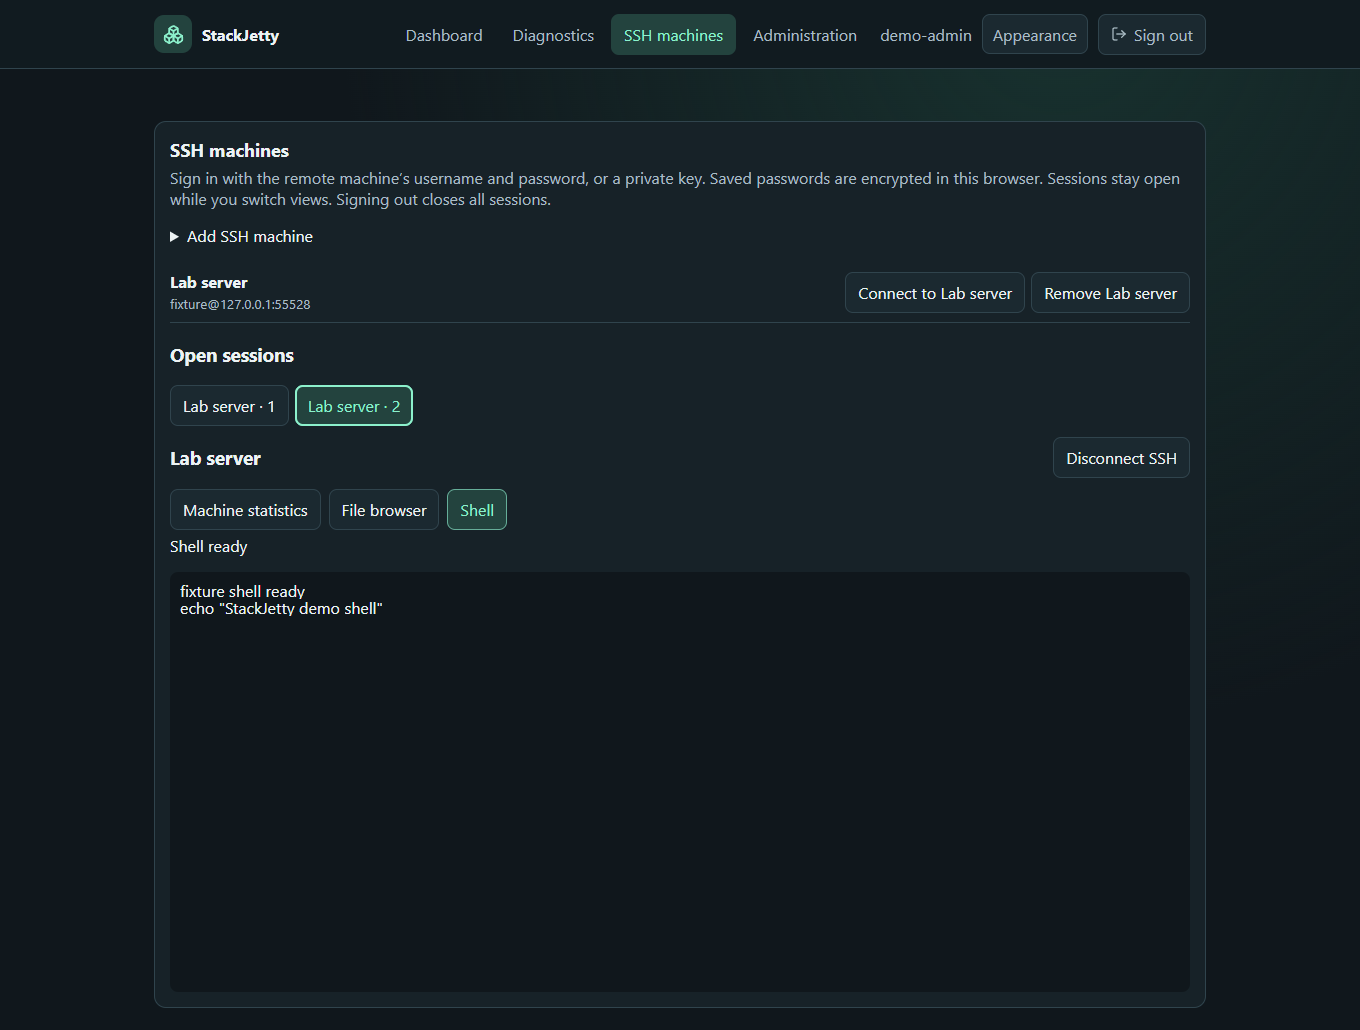 StackJetty
Dashboard
Diagnostics
SSH machines
Administration
demo-admin
Appearance
Sign out
SSH machines
Sign in with the remote machine’s username and password, or a private key. Saved passwords are encrypted in this browser. Sessions stay open
while you switch views. Signing out closes all sessions.
Add SSH machine
Lab server
fixture@127.0.0.1:55528
Connect to Lab server
Remove Lab server
Open sessions
Lab server · 1
Lab server · 2
Lab server
Disconnect SSH
Machine statistics
File browser
Shell
Shell ready
fixture shell ready
echo "StackJetty demo shell"